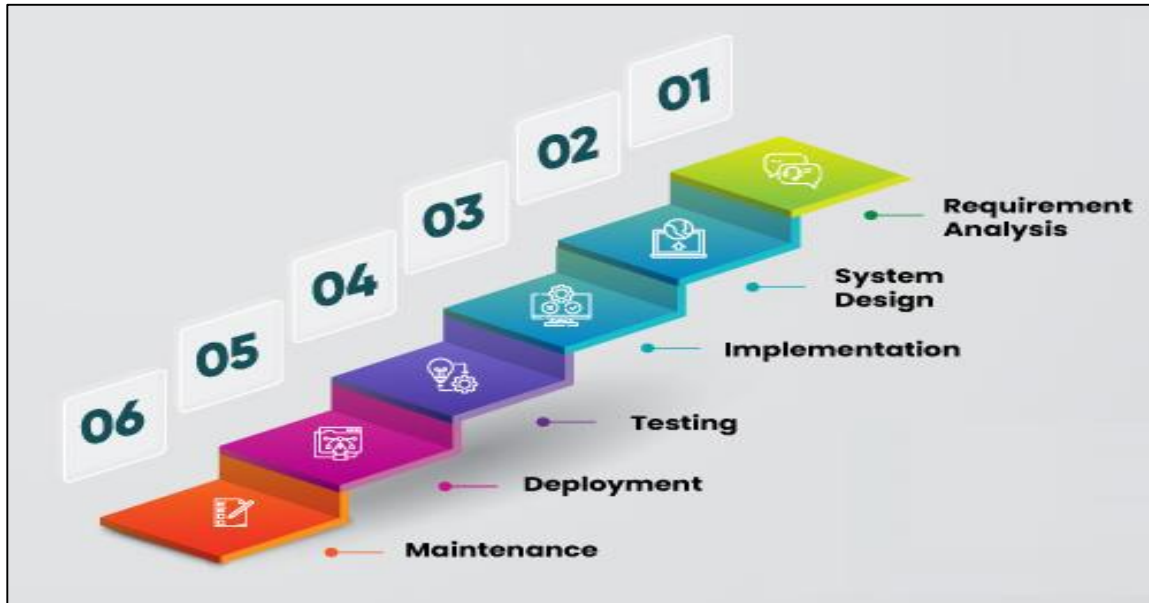 01
02
03
04
05
06
Requirement
Analysis
System
Design
Implementation
Testing
Deployment
Maintenance